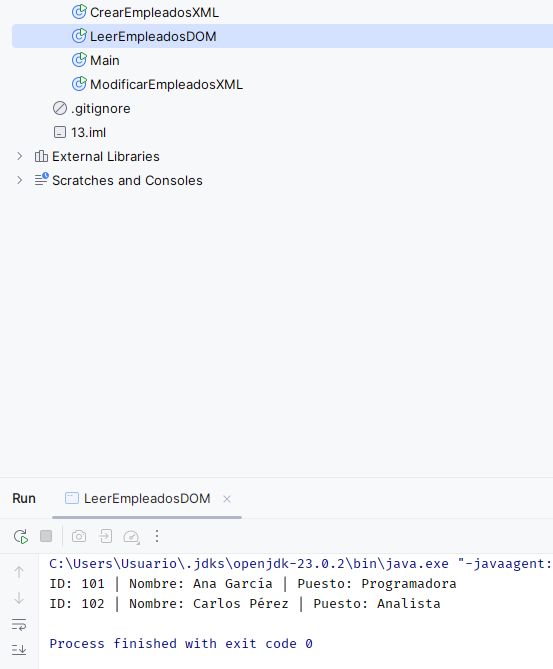 CrearEmpleadosXML
LeerEmpleadosDOM
Main
ModificarEmpleadosXML
.gitignore
13.iml
External Libraries
Scratches and Consoles
Run LeerEmpleadosDOM
C:\Users\Usuario\.jdks\openjdk-23.0.2\bin\java.exe "-javaagent:
ID: 101 | Nombre: Ana García | Puesto: Programadora
ID: 102 | Nombre: Carlos Pérez | Puesto: Analista
Process finished with exit code 0